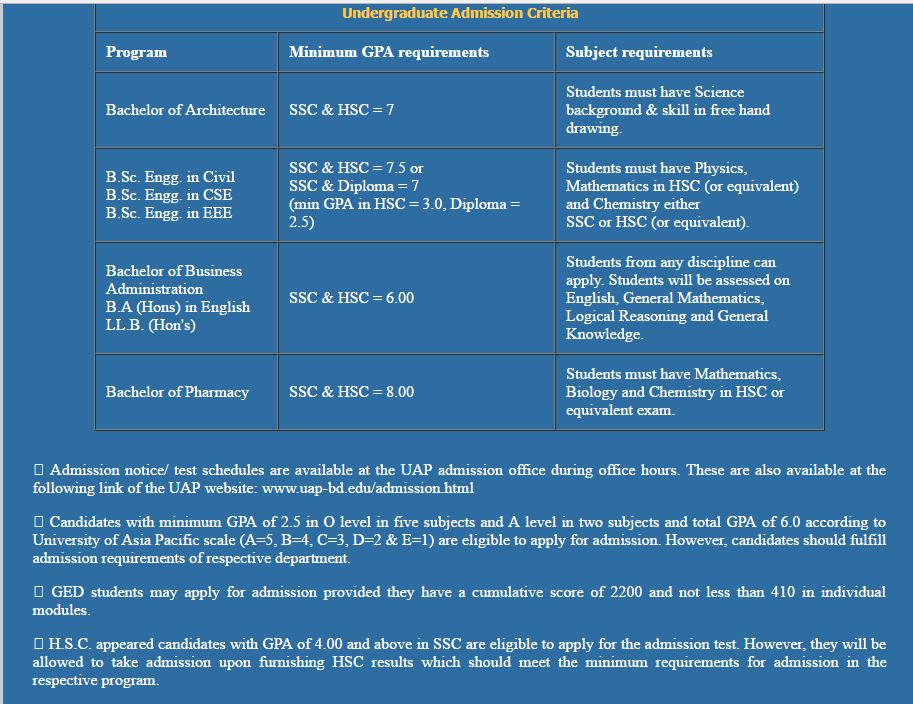 Undergraduate Admission Criteria
Program
Minimum GPA requirements
Subject requirements
Bachelor of Architecture
SSC & HSC = 7
Students must have Science
background & skill in free hand
drawing.
B.Sc. Engg. in Civil
B.Sc. Engg. in CSE
B.Sc. Engg. in EEE
SSC & HSC = 7.5 or
SSC & Diploma = 7
(min GPA in HSC = 3.0, Diploma =
2.5)
Students must have Physics,
Mathematics in HSC (or equivalent)
and Chemistry either
SSC or HSC (or equivalent).
Bachelor of Business
Administration
B.A (Hons) in English
LL.B. (Hon's)
SSC & HSC = 6.00
Students from any discipline can
apply. Students will be assessed on
English, General Mathematics,
Logical Reasoning and General
Knowledge.
Bachelor of Pharmacy
SSC & HSC = 8.00
Students must have Mathematics,
Biology and Chemistry in HSC or
equivalent exam.
Admission notice/ test schedules are available at the UAP admission office during office hours. These are also available at the
following link of the UAP website: www.uap-bd.edu/admission.html
Candidates with minimum GPA of 2.5 in O level in five subjects and A level in two subjects and total GPA of 6.0 according to
University of Asia Pacific scale (A=5, B=4, C=3, D=2 & E=1) are eligible to apply for admission. However, candidates should fulfill
admission requirements of respective department.
GED students may apply for admission provided they have a cumulative score of 2200 and not less than 410 in individual
modules.
H.S.C. appeared candidates with GPA of 4.00 and above in SSC are eligible to apply for the admission test. However, they will be
allowed to take admission upon furnishing HSC results which should meet the minimum requirements for admission in the
respective program.